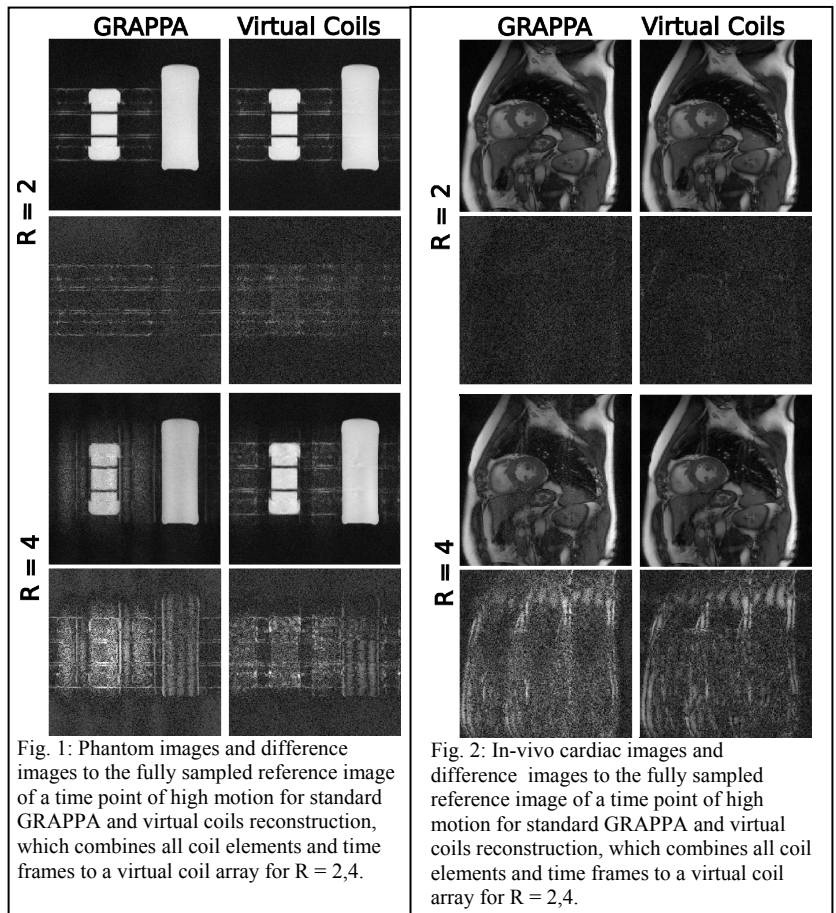 GRAPPA Virtual Coils
R = 2
R = 4
Fig. 1: Phantom images and difference
images to the fully sampled reference image
of a time point of high motion for standard
GRAPPA and virtual coils reconstruction,
which combines all coil elements and time
frames to a virtual coil array for R = 2,4.
GRAPPA Virtual Coils
R = 2
R = 4
Fig. 2: In-vivo cardiac images and
difference images to the fully sampled
reference image of a time point of high
motion for standard GRAPPA and virtual
coils reconstruction, which combines all coil
elements and time frames to a virtual coil
array for R = 2,4.